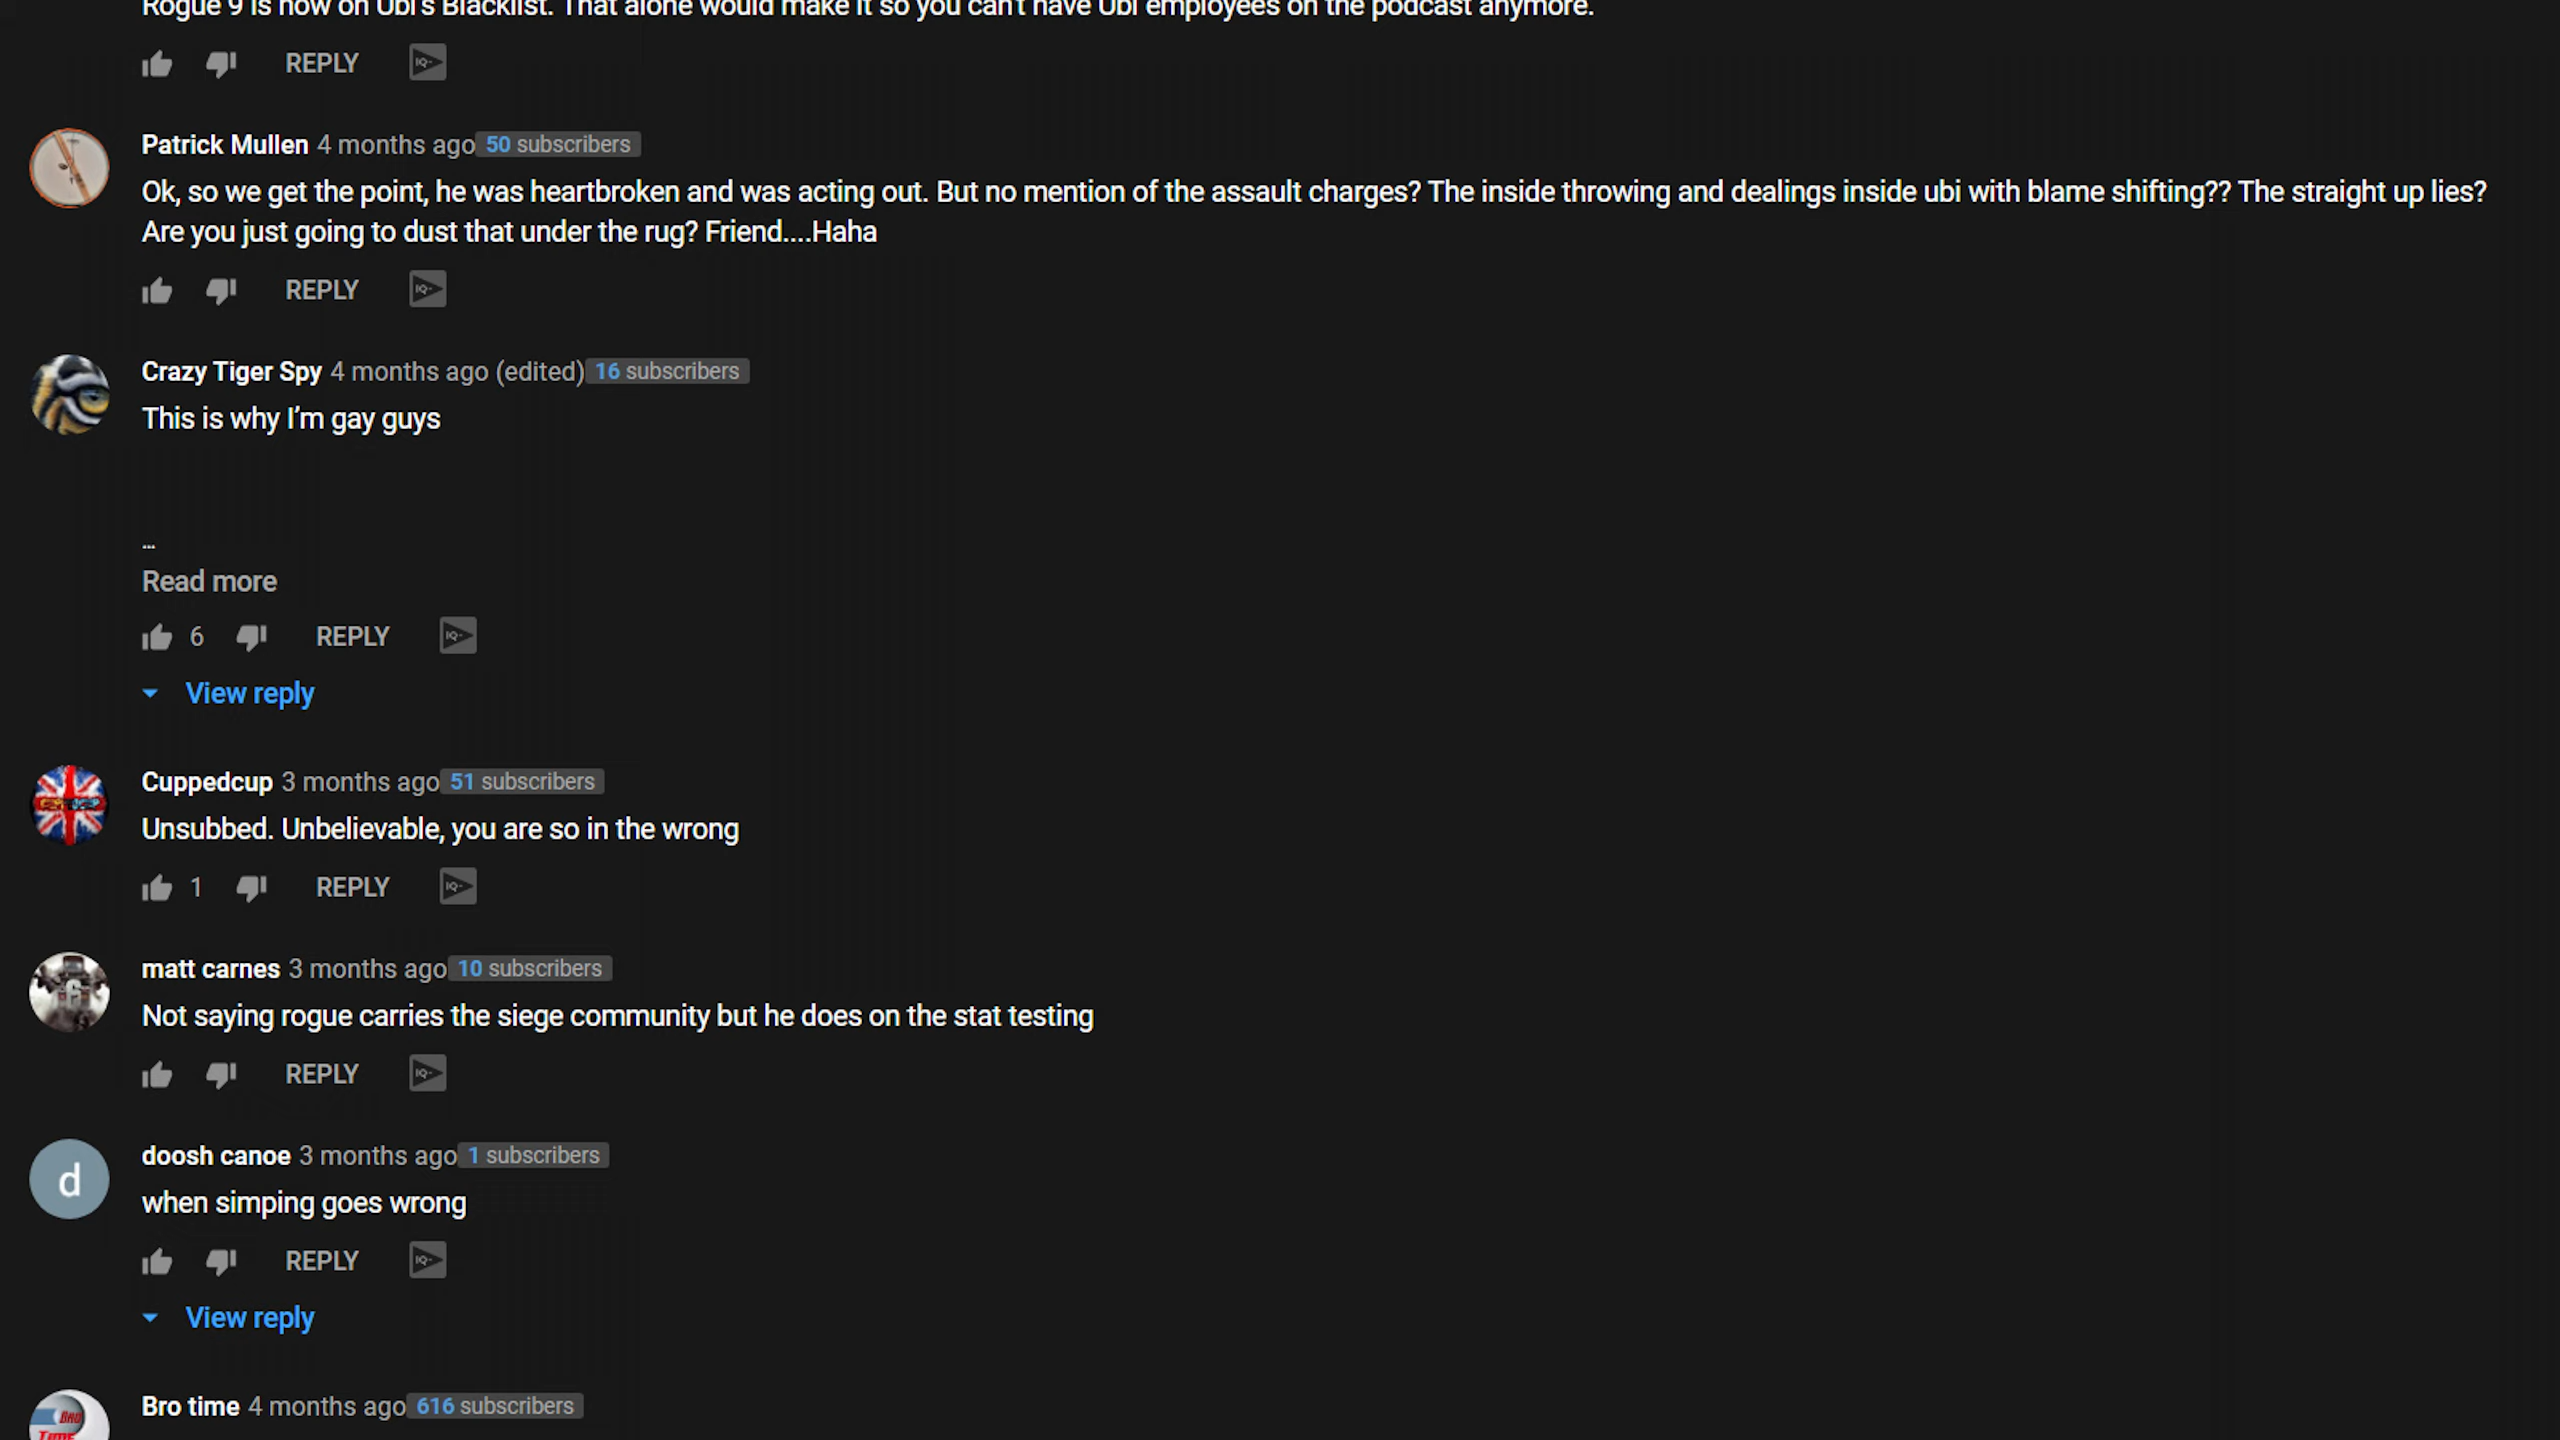 Rogue 9 is now on Ubi's Blacklist. That alone would make it so you can't have Ubi employees on the podcast anymore.
REPLY
Patrick Mullen 4 months ago 50 subscribers
Ok, so we get the point, he was heartbroken and was acting out. But no mention of the assault charges? The inside throwing and dealings inside ubi with blame shifting?? The straight up lies?
Are you just going to dust that under the rug? Friend....Haha
REPLY
Crazy Tiger Spy 4 months ago (edited) 16 subscribers
This is why I'm gay guys
...
Read more
6 REPLY
View reply
Cuppedcup 3 months ago 51 subscribers
Unsubbed. Unbelievable, you are so in the wrong
1 REPLY
matt carnes 3 months ago 10 subscribers
Not saying rogue carries the siege community but he does on the stat testing
REPLY
d
doosh canoe 3 months ago 1 subscribers
when simping goes wrong
REPLY
View reply
Bro time 4 months ago 616 subscribers
BRO
TIME